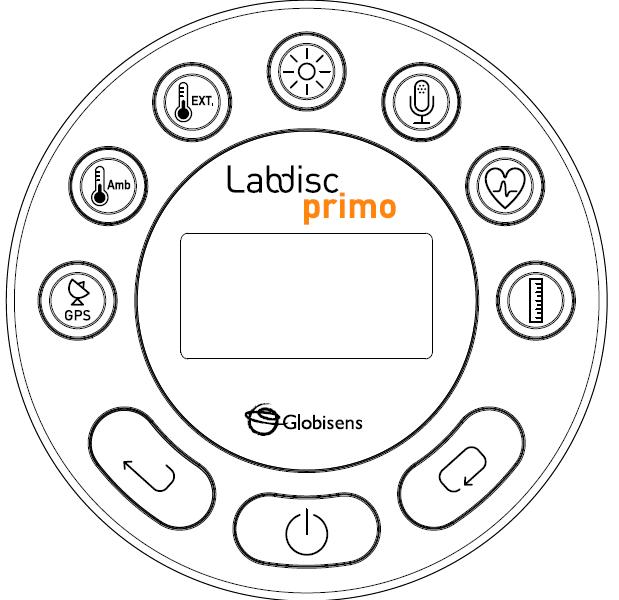 EXT.
Amb
Labdisc
primo
GPS
Globisens